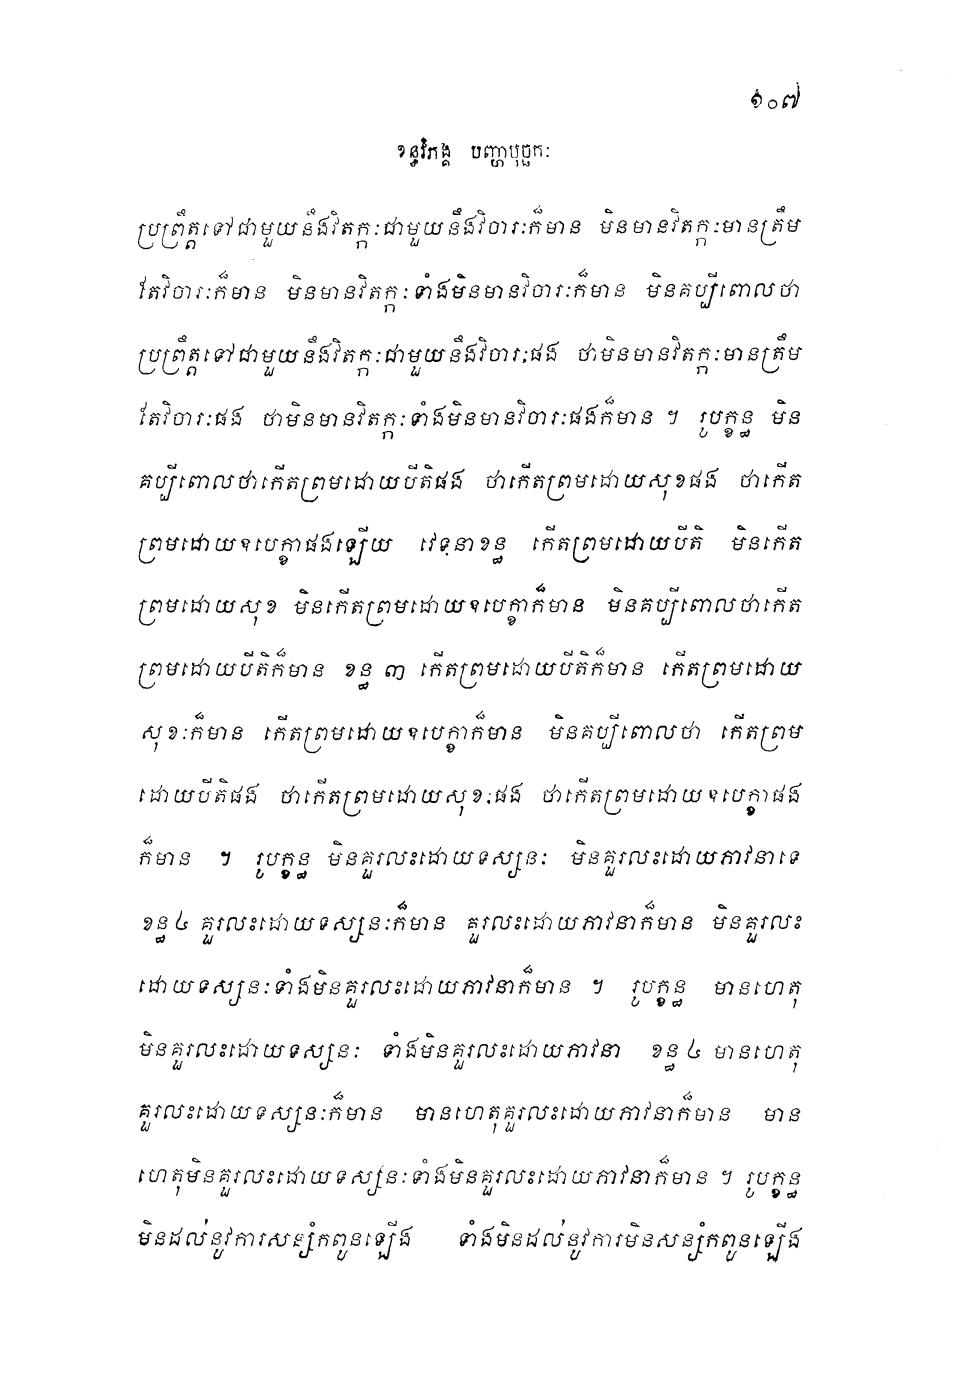 ១០៧
ខន្ធវិភង្គ បញ្ហាបុច្ឆកៈ
ប្រព្រឹត្តទៅជាមួយនឹងវិតក្កៈជាមួយនឹងវិចារៈក៏មាន មិនមានវិតក្កៈមានត្រឹម
តែវិចារៈក៏មាន មិនមានវិតក្កៈទាំងមិនមានវិចារៈក៏មាន មិនគប្បីពោលថា
ប្រព្រឹត្តទៅជាមួយនឹងវិតក្កៈជាមួយនឹងវិចារៈផង ថាមិនមានវិតក្កៈមានត្រឹម
តែវិចារៈផង ថាមិនមានវិតក្កៈទាំងមិនមានវិចារៈផងក៏មាន ។ រូបក្ខន្ធ មិន
គប្បីពោលថាកើតព្រមដោយបីតិផង ថាកើតព្រមដោយសុខផង ថាកើត
ព្រមដោយឧបេក្ខាផងឡើយ វេទនាខន្ធ កើតព្រមដោយបីតិ មិនកើត
ព្រមដោយសុខ មិនកើតព្រមដោយឧបេក្ខាក៏មាន មិនគប្បីពោលថាកើត
ព្រមដោយបីតិក៏មាន ខន្ធ ៣ កើតព្រមដោយបីតិក៏មាន កើតព្រមដោយ
សុខៈក៏មាន កើតព្រមដោយឧបេក្ខាក៏មាន មិនគប្បីពោលថា កើតព្រម
ដោយបីតិផង ថាកើតព្រមដោយសុខៈផង ថាកើតព្រមដោយឧបេក្ខាផង
ក៏មាន ។ រូបក្ខន្ធ មិនគួរលះដោយទស្សនៈ មិនគួរលះដោយភាវនាទេ
ខន្ធ ៤ គួរលះដោយទស្សនៈក៏មាន គួរលះដោយភាវនាក៏មាន មិនគួរលះ
ដោយទស្សនៈទាំងមិនគួរលះដោយភាវនាក៏មាន ។ រូបក្ខន្ធ មានហេតុ
មិនគួរលះដោយទស្សនៈ ទាំងមិនគួរលះដោយភាវនា ខន្ធ ៤ មានហេតុ
គួរលះដោយទស្សនៈក៏មាន មានហេតុគួរលះដោយភាវនាក៏មាន មាន
ហេតុមិនគួរលះដោយទស្សនៈទាំងមិនគួរលះដោយភាវនាក៏មាន ។ រូបក្ខន្ធ
មិនដល់នូវការសន្សំកពូនឡើង ទាំងមិនដល់នូវការមិនសន្សំកពូនឡើង